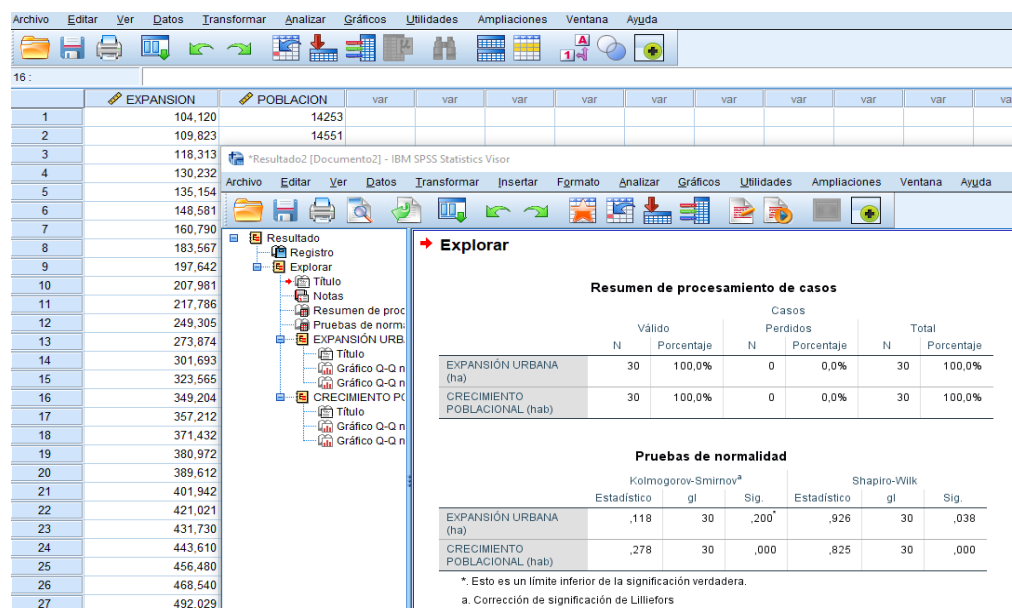 Archivo Editar Ver Datos Transformar Analizar Gráficos Utilidades Ampliaciones Ventana Ayuda
16 :
EXPANSION POBLACION var var var var var var var var var
1 104,120 14253
2 109,823 14551
3 118,313
4 130,232
5 135,154
6 148,581
7 160,790
8 183,567
9 197,642
10 207,981
11 217,786
12 249,305
13 273,874
14 301,693
15 323,565
16 349,204
17 357,212
18 371,432
19 380,972
20 389,612
21 401,942
22 421,021
23 431,730
24 443,610
25 456,480
26 468,540
27 492,029
*Resultado2 [Documento2] - IBM SPSS Statistics Visor
Archivo Editar Ver Datos Transformar Insertar Formato Analizar Gráficos Utilidades Ampliaciones Ventana Ayuda
Resultado
Registro
Explorar
Título
Notas
Resumen de proc
Pruebas de norm
EXPANSIÓN URB
Título
Gráfico Q-Q n
Gráfico Q-Q n
CRECIMIENTO PO
Título
Gráfico Q-Q n
Gráfico Q-Q n
Explorar
Resumen de procesamiento de casos
Casos
Válido Perdidos Total
N Porcentaje N Porcentaje N Porcentaje
EXPANSIÓN URBANA (ha) 30 100,0% 0 0,0% 30 100,0%
CRECIMIENTO POBLACIONAL (hab) 30 100,0% 0 0,0% 30 100,0%
Pruebas de normalidad
Kolmogorov-Smirnov^a Shapiro-Wilk
Estadístico gl Sig. Estadístico gl Sig.
EXPANSIÓN URBANA (ha) ,118 30 ,200* ,926 30 ,038
CRECIMIENTO POBLACIONAL (hab) ,278 30 ,000 ,825 30 ,000
*. Esto es un límite inferior de la significación verdadera.
a. Corrección de significación de Lilliefors